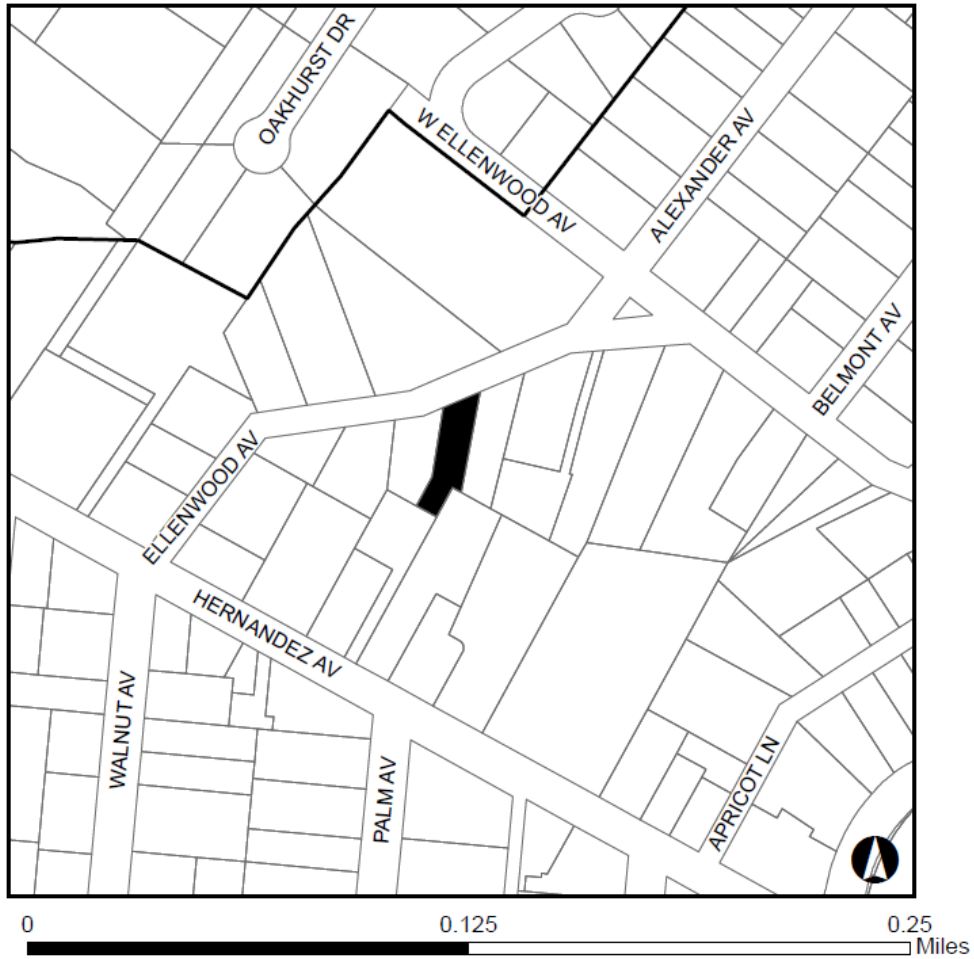 OAKHURST DR
W ELLENWOOD AV
ALEXANDER AV
BELMONT AV
ELLENWOOD AV
HERNANDEZ AV
WALNUT AV
PALM AV
APRICOT LN
0 0.125 0.25
Miles